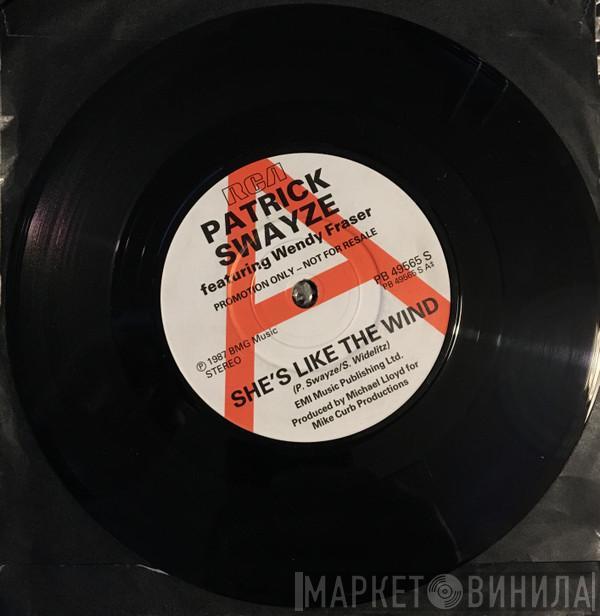 RCA
PATRICK
SWAYZE
featuring Wendy Fraser
PROMOTION ONLY – NOT FOR RESALE
PB 49565 S
PB 49565 S A‡
℗ 1987 BMG Music
STEREO
SHE'S LIKE THE WIND
(P. Swayze/S. Widelitz)
EMI Music Publishing Ltd.
Produced by Michael Lloyd for
Mike Curb Productions
A
МАРКЕТ ВИНИЛА